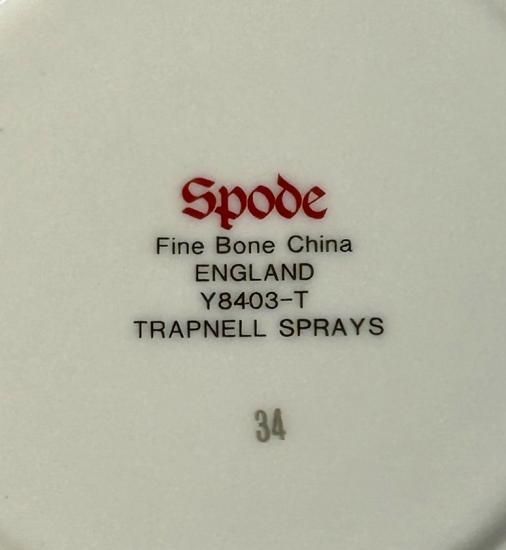 Spode
Fine Bone China
ENGLAND
Y8403-T
TRAPNELL SPRAYS
34